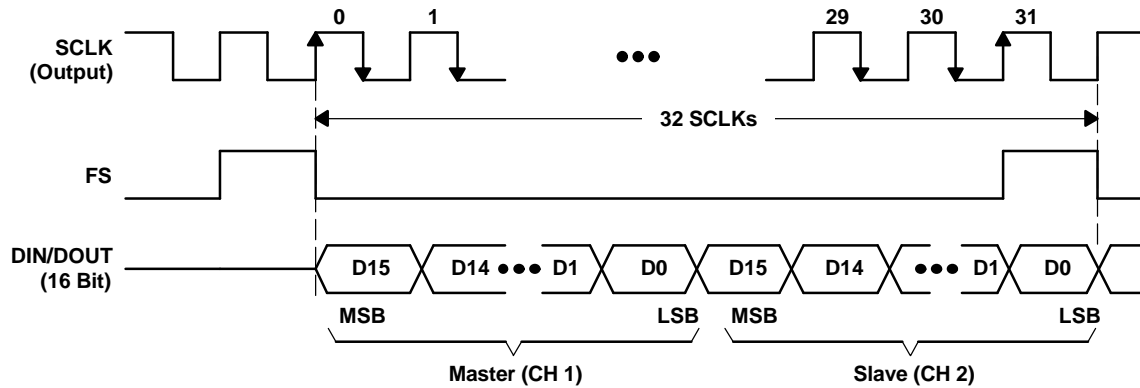 0 1 29 30 31
SCLK
(Output)
32 SCLKs
FS
DIN/DOUT
(16 Bit)
D15 D14 D1 D0 D15 D14 D1 D0
MSB LSB MSB LSB
Master (CH 1) Slave (CH 2)